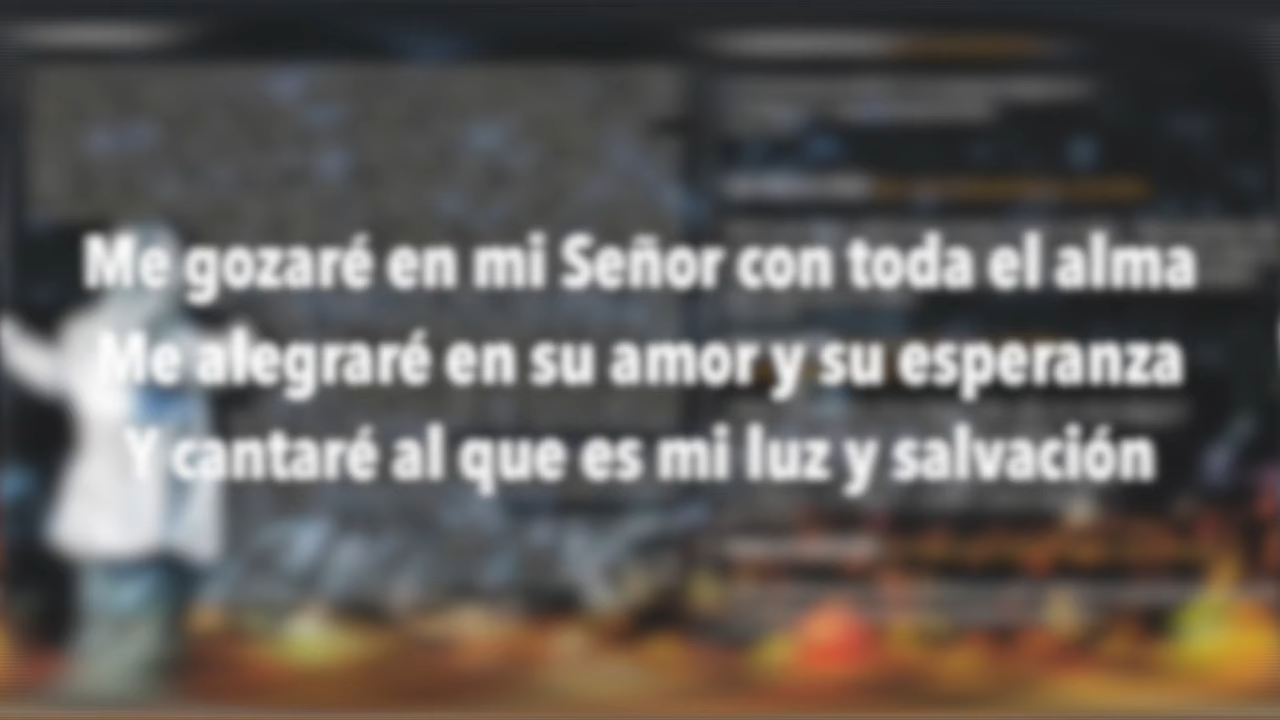 Me gozaré en mi Señor con toda el alma
Me alegraré en su amor y su esperanza
Y cantaré al que es mi luz y salvación